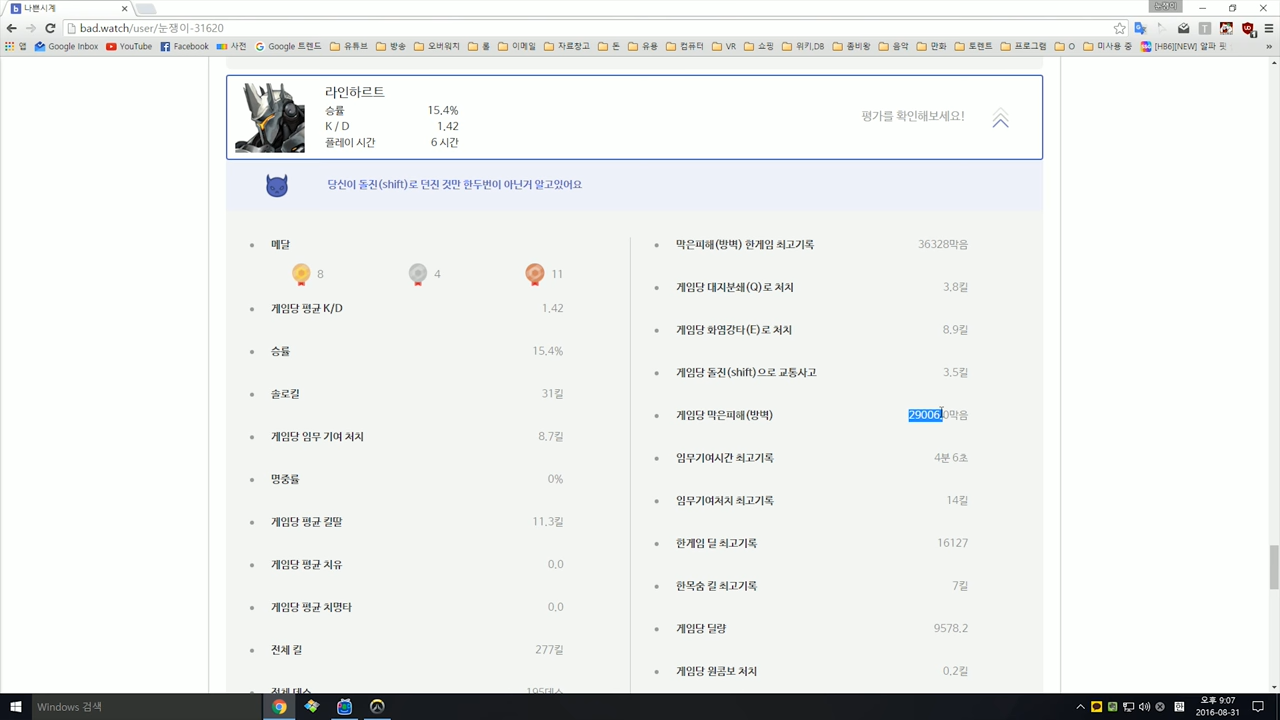 나쁜시계
눈쟁이
bad.watch/user/눈쟁이-31620
앱 Google Inbox YouTube Facebook 사전 Google 트렌드 유튜브 방송 오버워치 롤 이메일 자료창고 돈 유용 컴퓨터 VR 쇼핑 위키,DB 좀비왕 음악 만화 토렌트 프로그램 O 미사용 중 [HB6][NEW] 알파 핏
라인하르트
승률 15.4%
K / D 1.42
플레이 시간 6 시간
평가를 확인해보세요!
당신이 돌진(shift)로 던진 것만 한두번이 아닌거 알고있어요
메달
8 4 11
게임당 평균 K/D 1.42
승률 15.4%
솔로킬 31킬
게임당 임무 기여 처치 8.7킬
명중률 0%
게임당 평균 킬딸 11.3킬
게임당 평균 치유 0.0
게임당 평균 치명타 0.0
전체 킬 277킬
전체 데스 195데스
막은피해(방벽) 한게임 최고기록 36328막음
게임당 대지분쇄(Q)로 처치 3.8킬
게임당 화염강타(E)로 처치 8.9킬
게임당 돌진(shift)으로 교통사고 3.5킬
게임당 막은피해(방벽) 29006.0막음
임무기여시간 최고기록 4분 6초
임무기여처치 최고기록 14킬
한게임 딜 최고기록 16127
한목숨 킬 최고기록 7킬
게임당 딜량 9578.2
게임당 원콤보 처치 0.2킬
Windows 검색
오후 9:07
2016-08-31